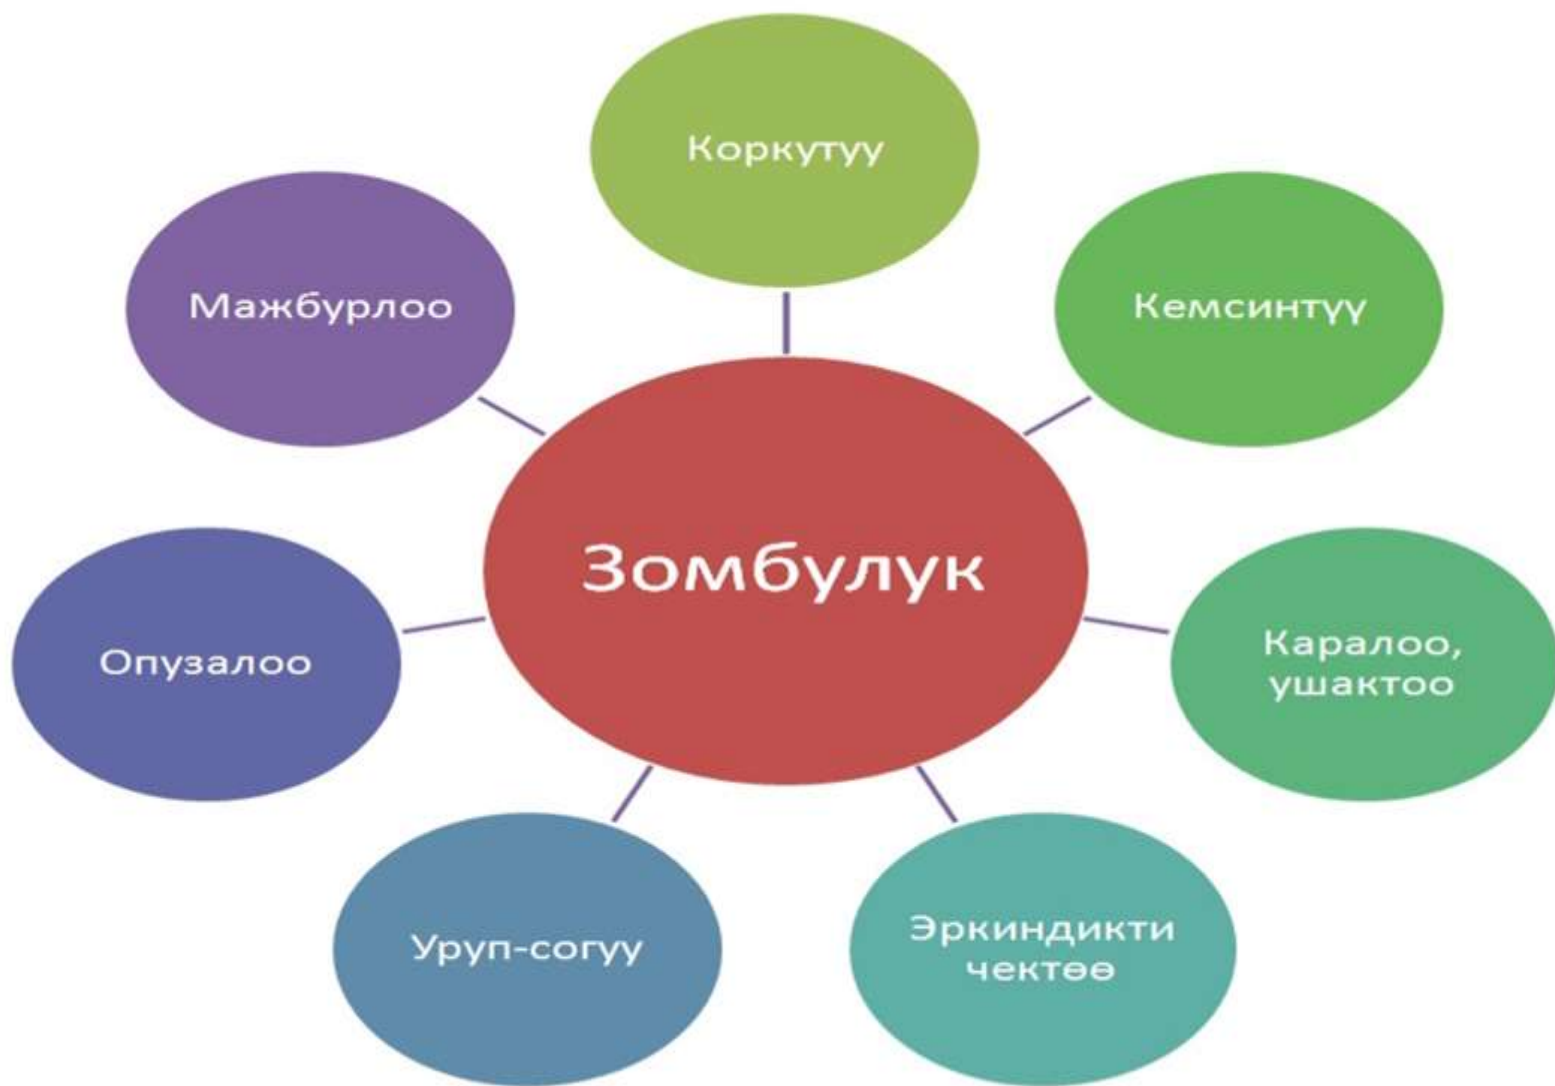 Коркутуу
Кемсинтүү
Каралоо,
ушактоо
Эркиндикти
чектөө
Уруп-согуу
Опузалоо
Мажбурлоо
Зомбулук